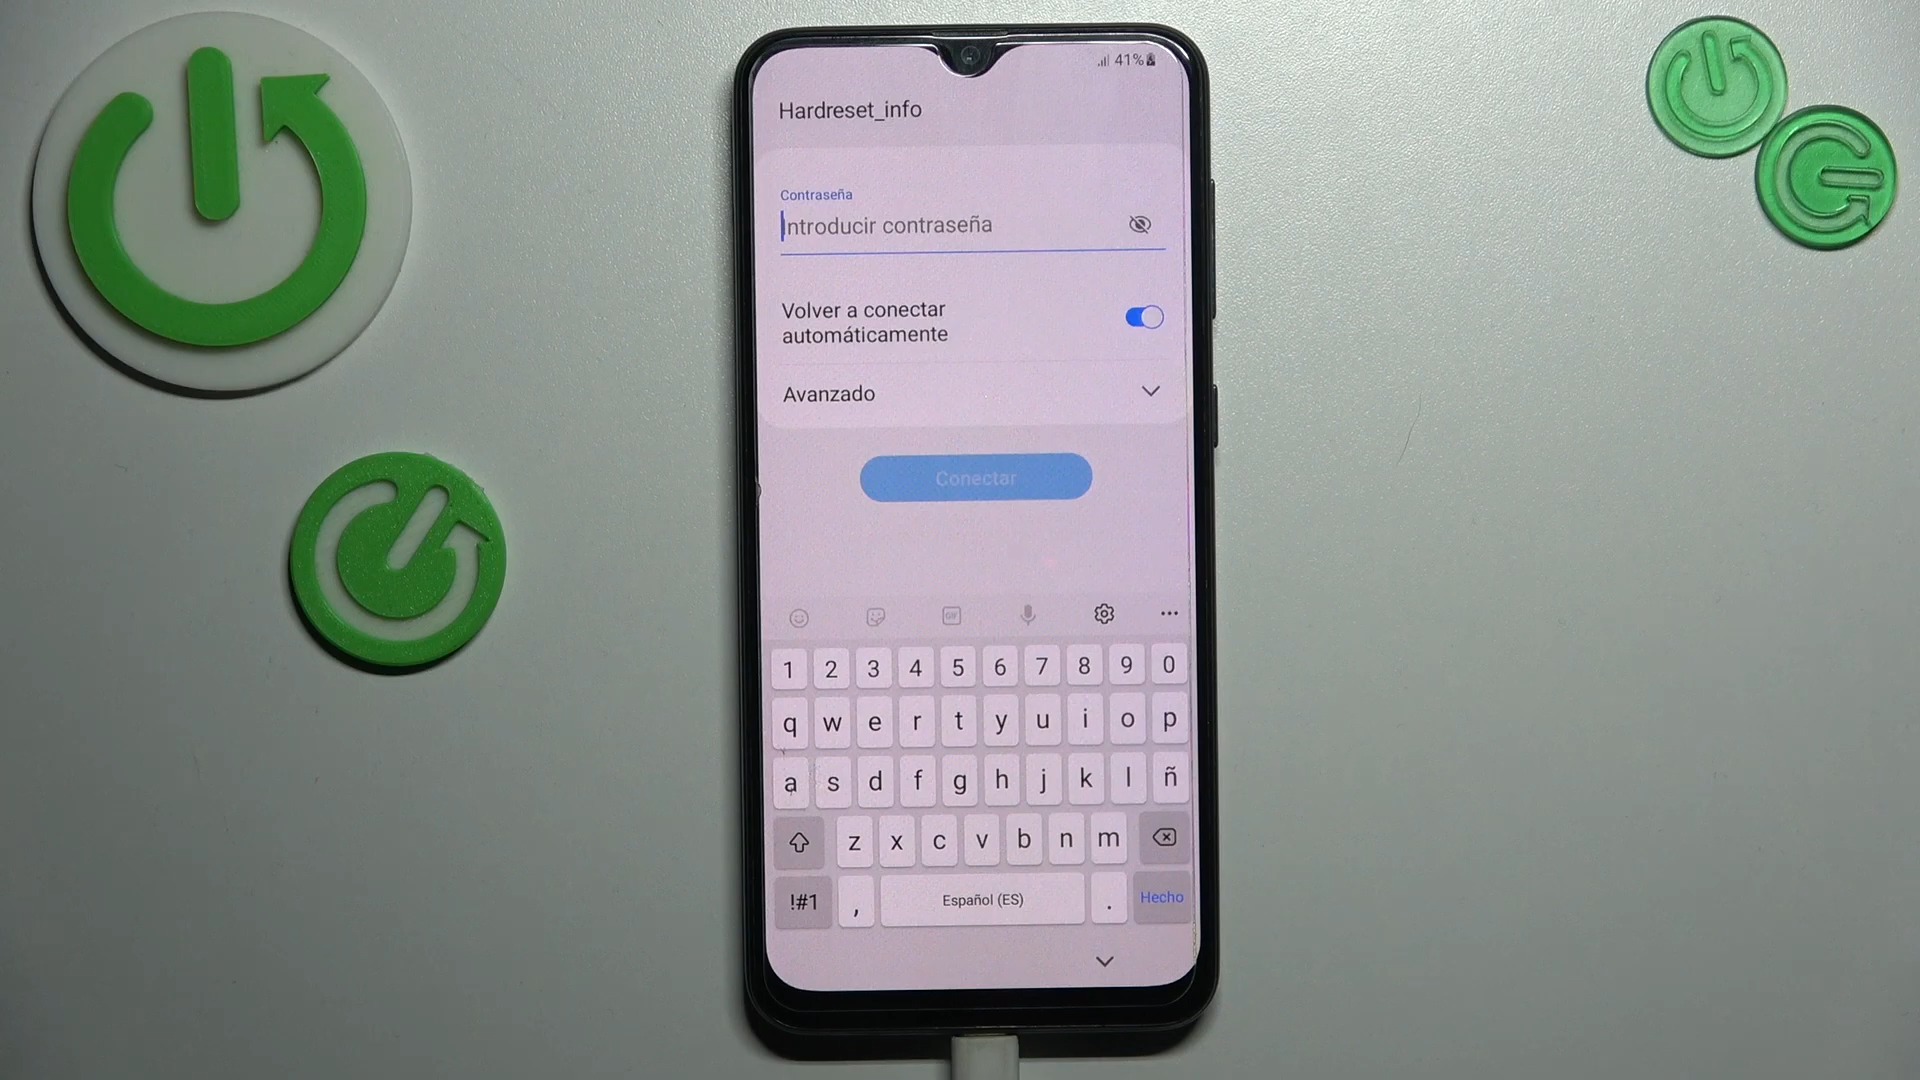 41%
Hardreset_info
Contraseña
Introducir contraseña
Volver a conectar
automáticamente
Avanzado
Conectar
GIF
1 2 3 4 5 6 7 8 9 0
q w e r t y u i o p
a s d f g h j k l ñ
z x c v b n m
!#1 , Español (ES) . Hecho